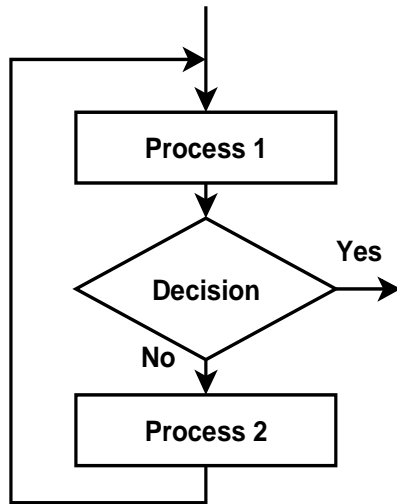 Process 1
Yes
Decision
No
Process 2